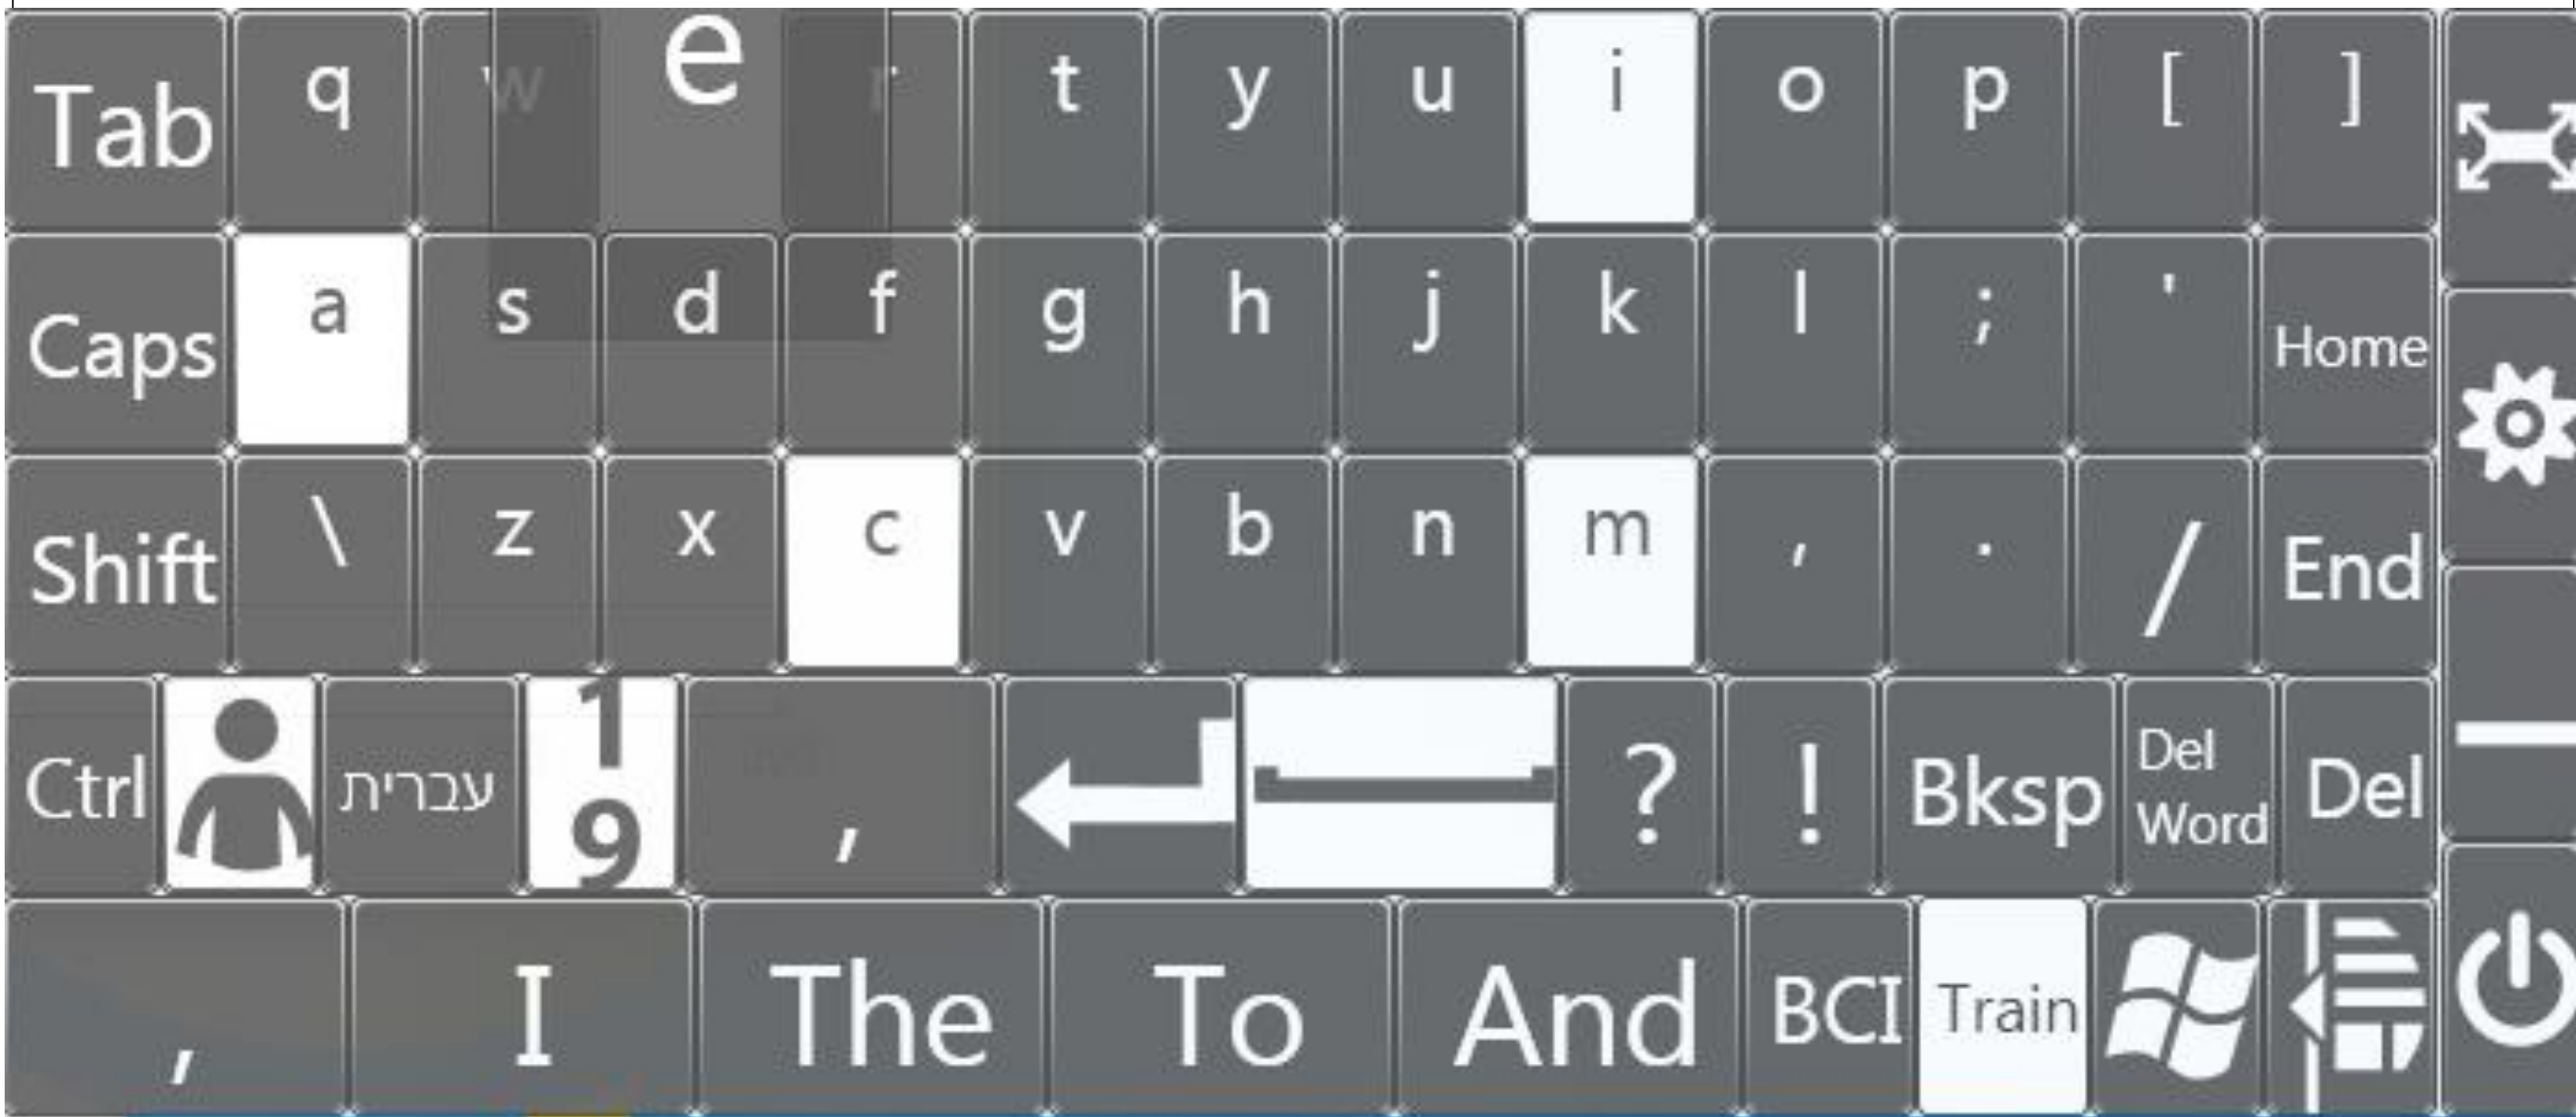 Tab q w e r t y u i o p [ ]
Caps a s d f g h j k l ; ' Home
Shift \ z x c v b n m , . / End
Ctrl עברית 1 9 , ? ! Bksp Del Word Del
, I The To And BCI Train